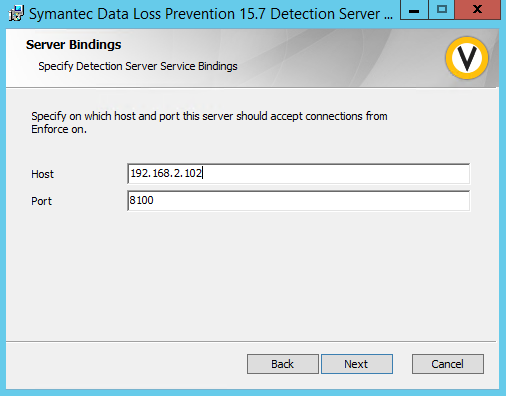 Symantec Data Loss Prevention 15.7 Detection Server ...
Server Bindings
Specify Detection Server Service Bindings
Specify on which host and port this server should accept connections from
Enforce on.
Host 192.168.2.102
Port 8100
Back Next Cancel